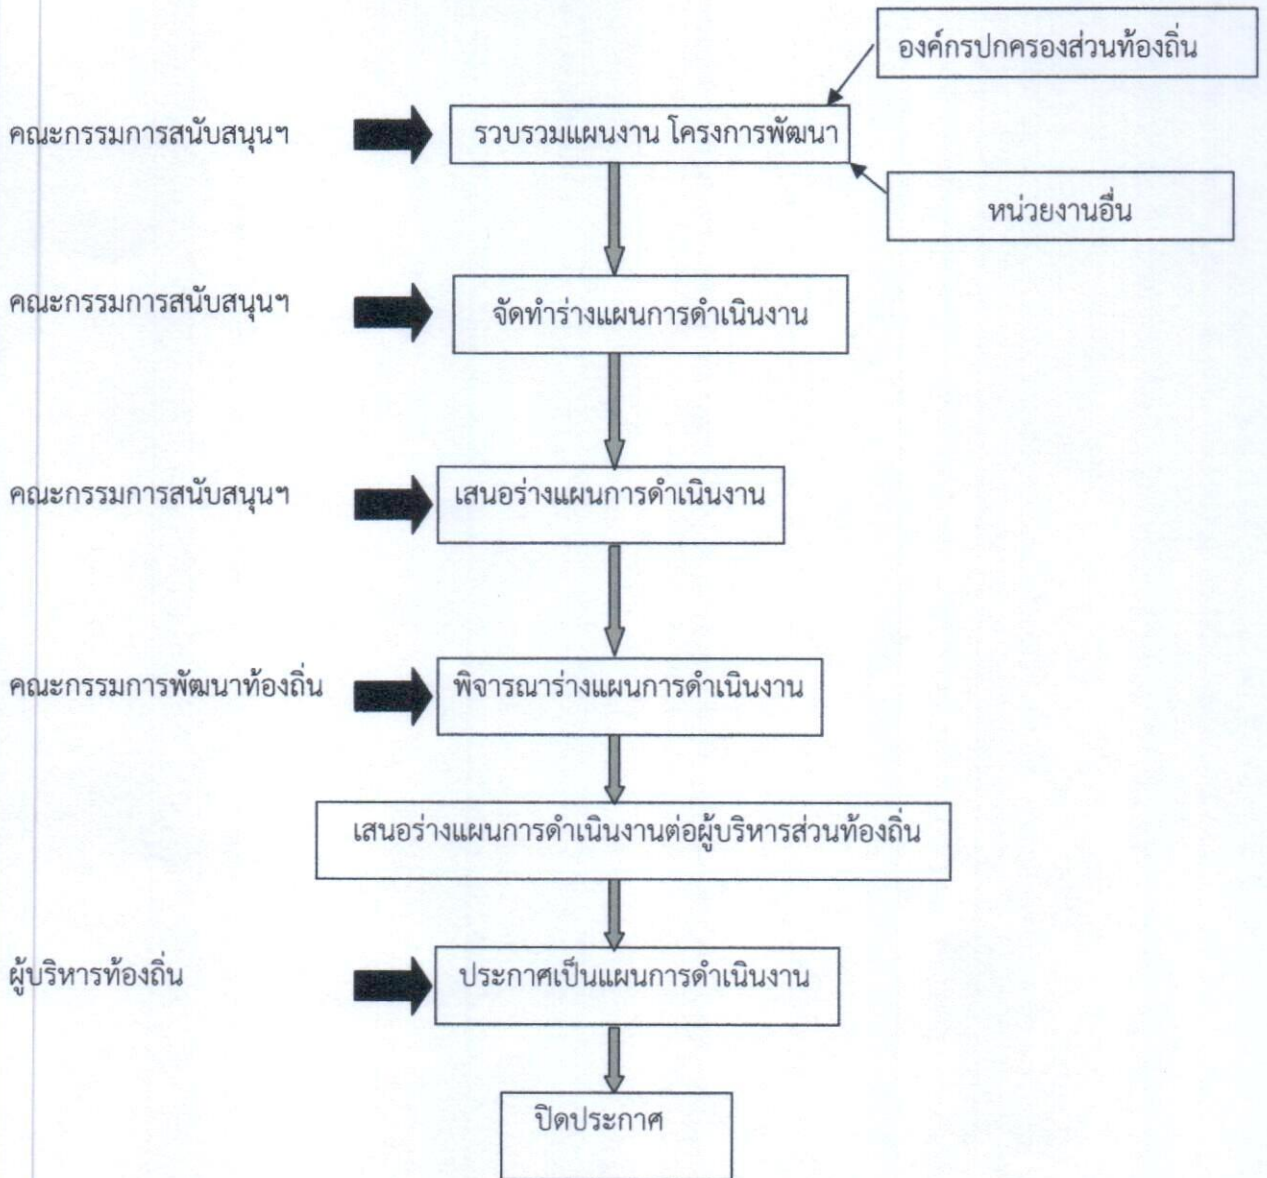 องค์กรปกครองส่วนท้องถิ่น
คณะกรรมการสนับสนุนฯ
รวบรวมแผนงาน โครงการพัฒนา
หน่วยงานอื่น
คณะกรรมการสนับสนุนฯ
จัดทำร่างแผนการดำเนินงาน
คณะกรรมการสนับสนุนฯ
เสนอร่างแผนการดำเนินงาน
คณะกรรมการพัฒนาท้องถิ่น
พิจารณาร่างแผนการดำเนินงาน
เสนอร่างแผนการดำเนินงานต่อผู้บริหารส่วนท้องถิ่น
ผู้บริหารท้องถิ่น
ประกาศเป็นแผนการดำเนินงาน
ปิดประกาศ